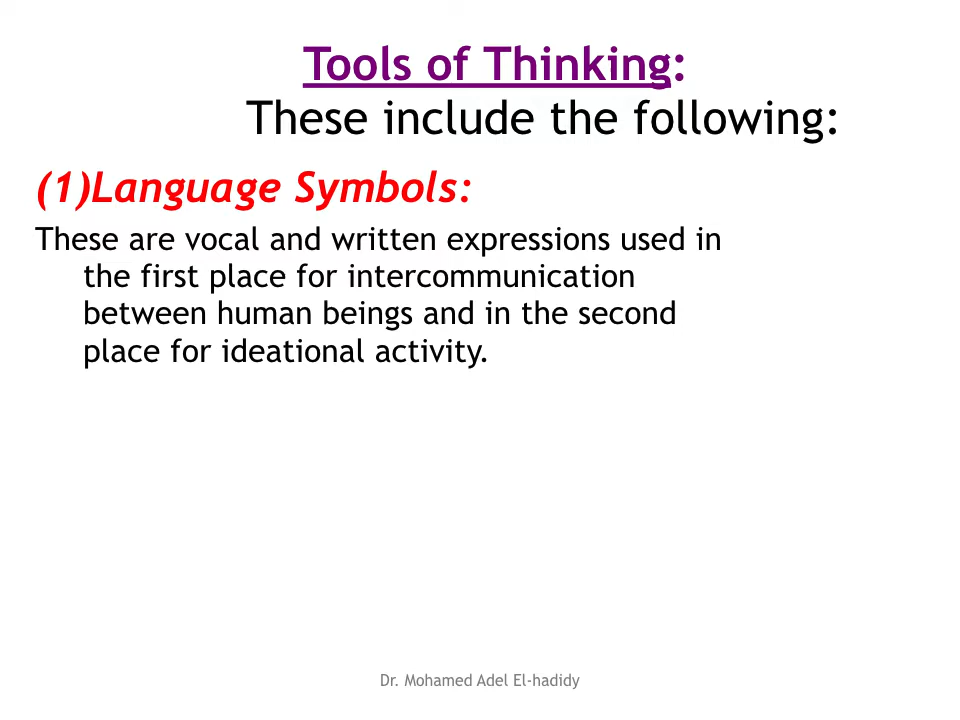 Tools of Thinking:
These include the following:
(1)Language Symbols:
These are vocal and written expressions used in
the first place for intercommunication
between human beings and in the second
place for ideational activity.
Dr. Mohamed Adel El-hadidy